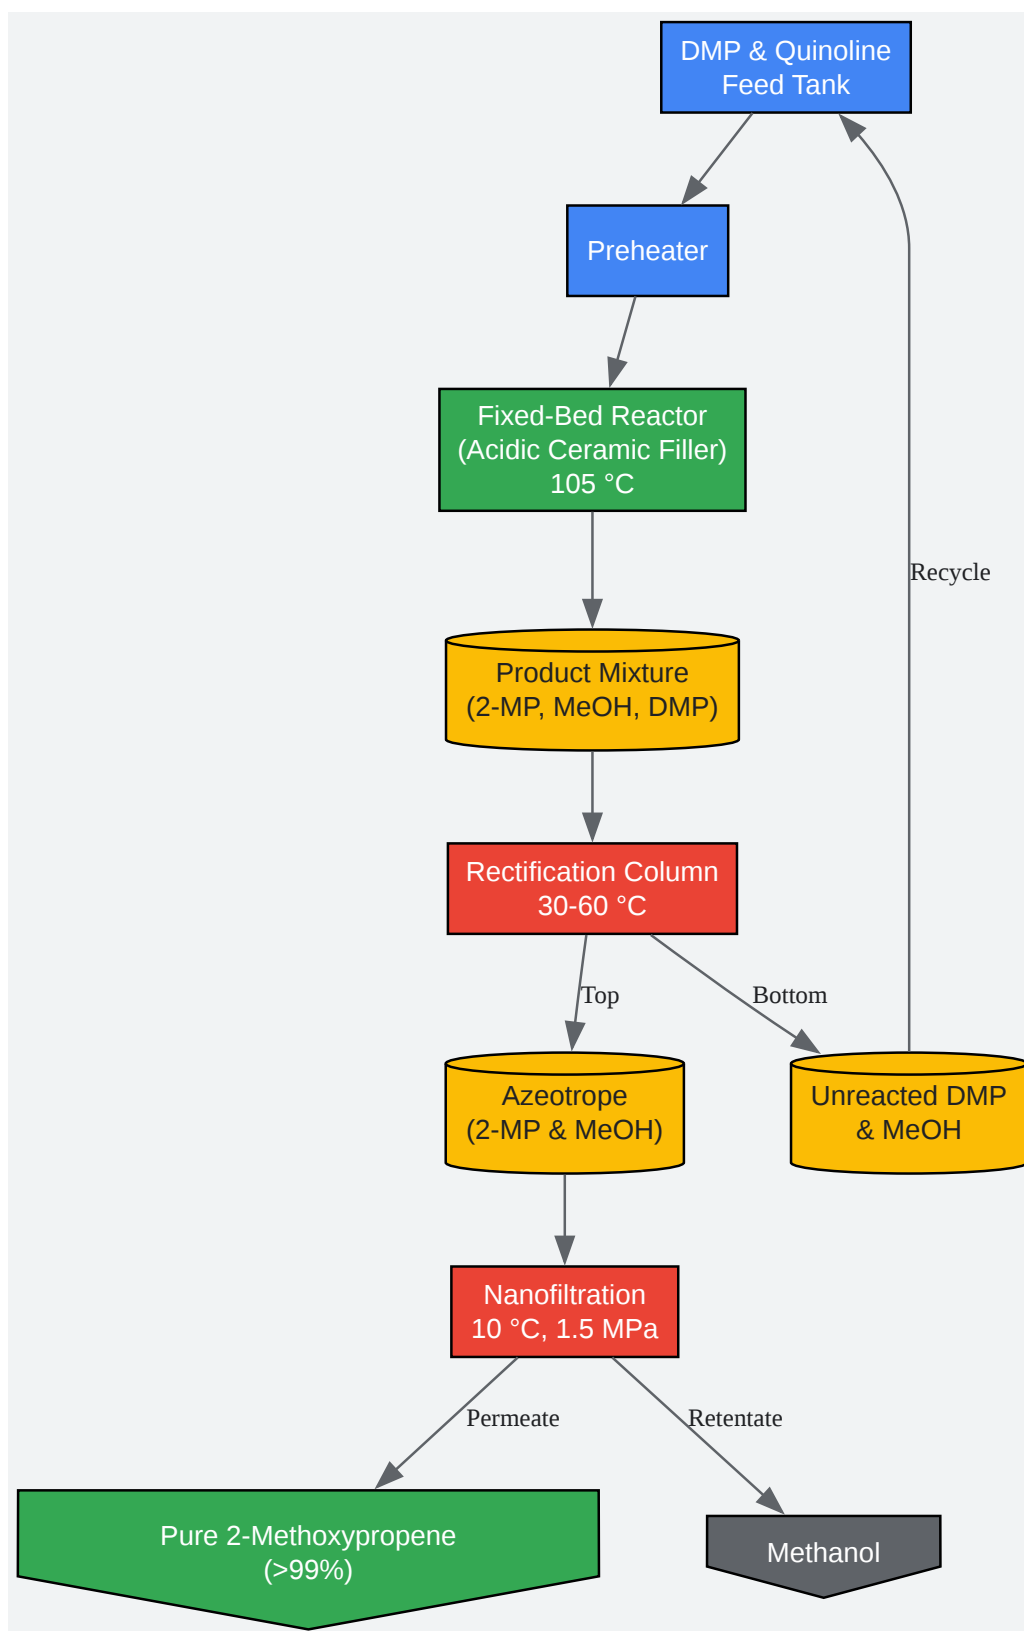 DMP & Quinoline
Feed Tank
Preheater
Fixed-Bed Reactor
(Acidic Ceramic Filler)
105 °C
Recycle
Product Mixture
(2-MP, MeOH, DMP)
Rectification Column
30-60 °C
Top
Bottom
Azeotrope
(2-MP & MeOH)
Unreacted DMP
& MeOH
Nanofiltration
10 °C, 1.5 MPa
Permeate
Retentate
Pure 2-Methoxypropene
(>99%)
Methanol